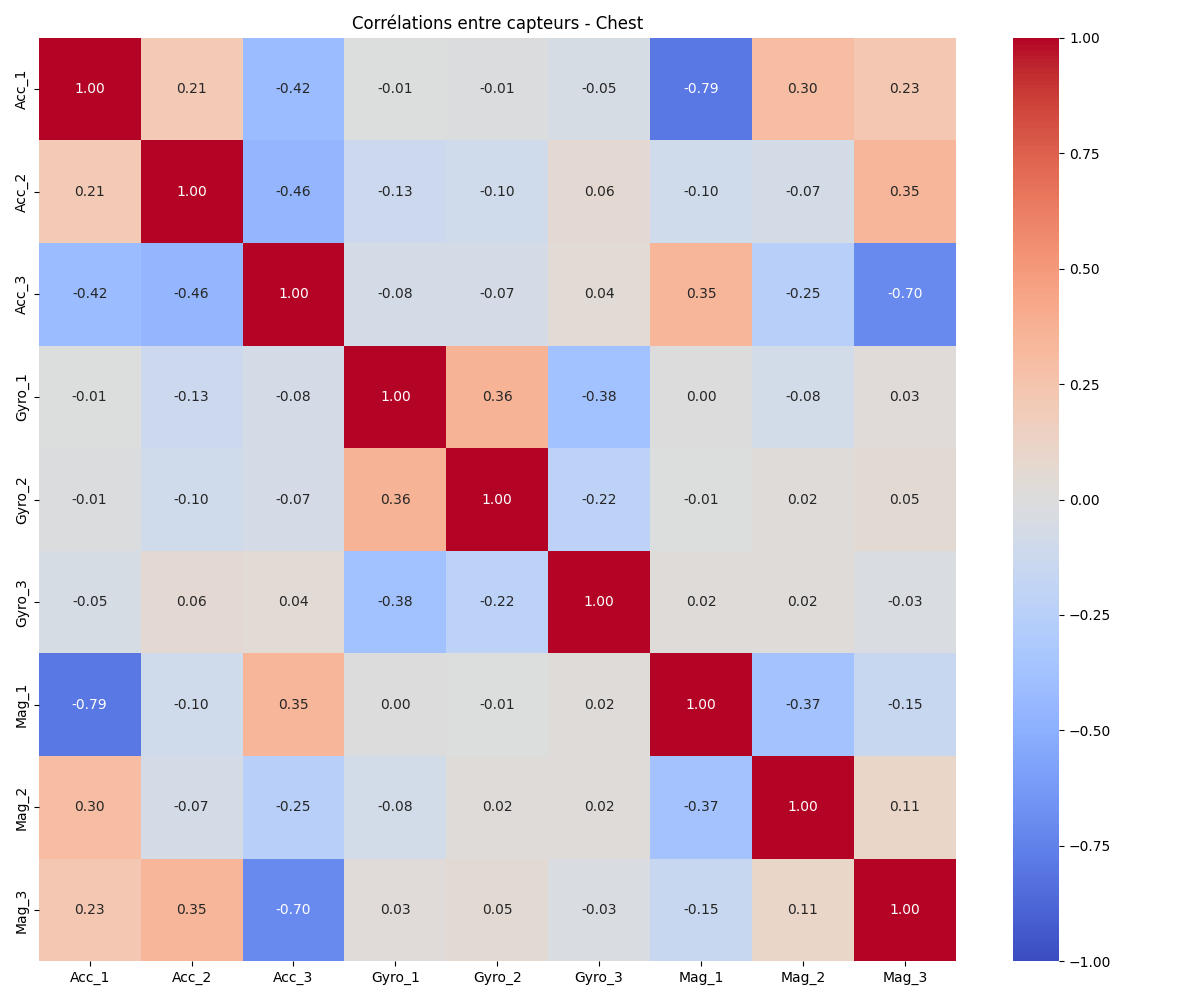 Corrélations entre capteurs - Chest
Acc_1 1.00 0.21 -0.42 -0.01 -0.01 -0.05 -0.79 0.30 0.23
Acc_2 0.21 1.00 -0.46 -0.13 -0.10 0.06 -0.10 -0.07 0.35
Acc_3 -0.42 -0.46 1.00 -0.08 -0.07 0.04 0.35 -0.25 -0.70
Gyro_1 -0.01 -0.13 -0.08 1.00 0.36 -0.38 0.00 -0.08 0.03
Gyro_2 -0.01 -0.10 -0.07 0.36 1.00 -0.22 -0.01 0.02 0.05
Gyro_3 -0.05 0.06 0.04 -0.38 -0.22 1.00 0.02 0.02 -0.03
Mag_1 -0.79 -0.10 0.35 0.00 -0.01 0.02 1.00 -0.37 -0.15
Mag_2 0.30 -0.07 -0.25 -0.08 0.02 0.02 -0.37 1.00 0.11
Mag_3 0.23 0.35 -0.70 0.03 0.05 -0.03 -0.15 0.11 1.00
Acc_1 Acc_2 Acc_3 Gyro_1 Gyro_2 Gyro_3 Mag_1 Mag_2 Mag_3
1.00
0.75
0.50
0.25
0.00
−0.25
−0.50
−0.75
−1.00